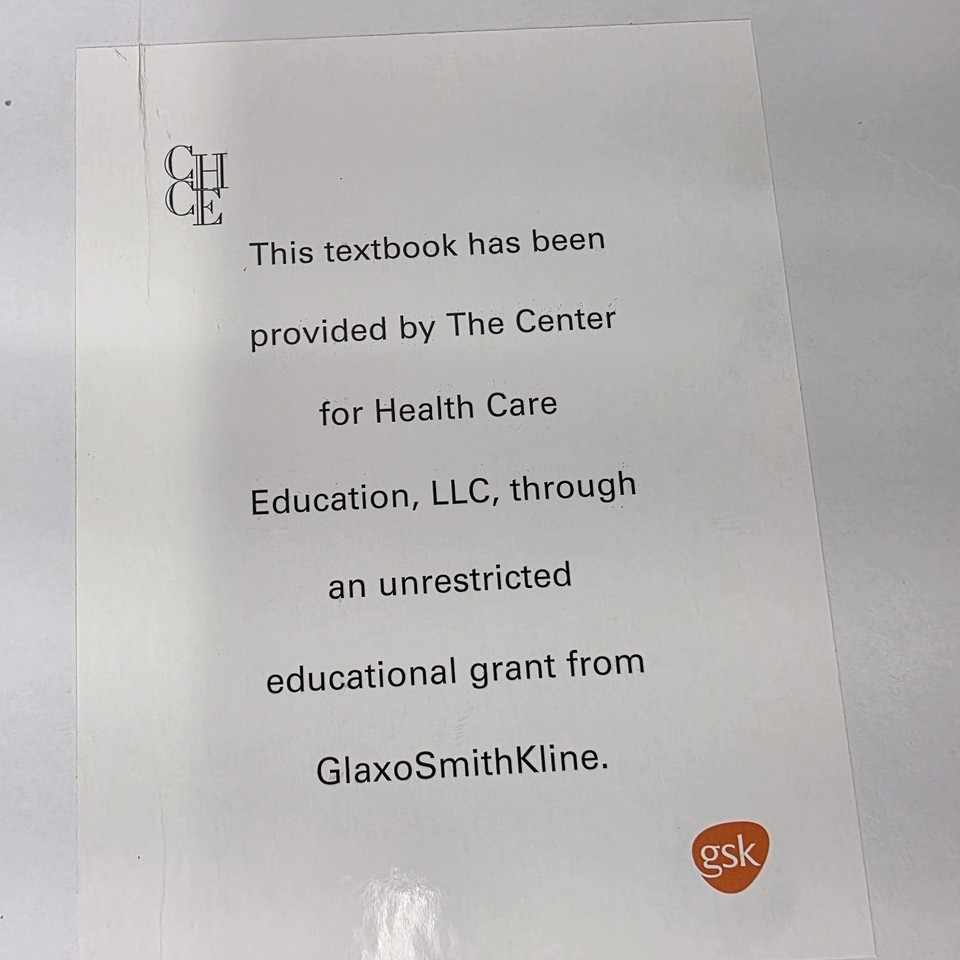 CH
CE
This textbook has been
provided by The Center
for Health Care
Education, LLC, through
an unrestricted
educational grant from
GlaxoSmithKline.
gsk